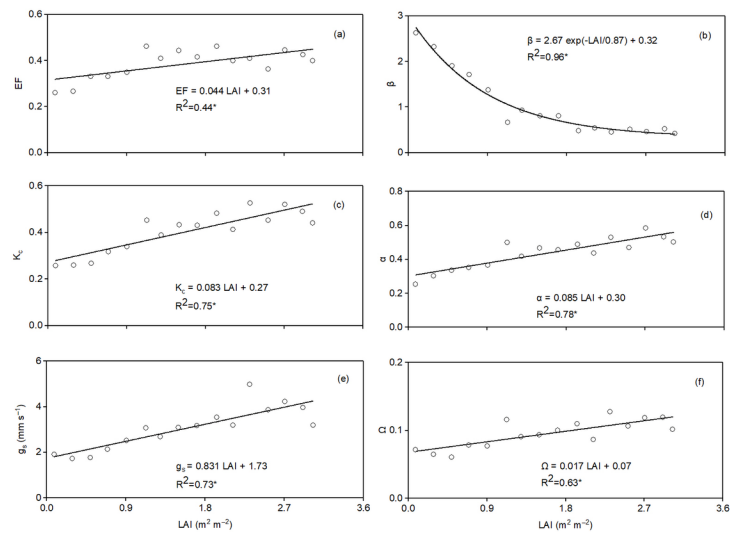 0.6
(a)
0.4
EF
EF = 0.044 LAI + 0.31
0.2
R²=0.44*
0.0
3
(b)
β = 2.67 exp(-LAI/0.87) + 0.32
2
R²=0.96*
β
1
0
0.6
(c)
0.4
Kc
0.2
Kc = 0.083 LAI + 0.27
R²=0.75*
0.0
0.8
(d)
0.6
0.4
α
α = 0.085 LAI + 0.30
0.2
R²=0.78*
0.0
6
(e)
4
gs (mm s⁻¹)
2
gs = 0.831 LAI + 1.73
R²=0.73*
0
0.0 0.9 1.8 2.7 3.6
LAI (m² m⁻²)
0.2
(f)
0.1
Ω
Ω = 0.017 LAI + 0.07
R²=0.63*
0.0
0.0 0.9 1.8 2.7 3.6
LAI (m² m⁻²)